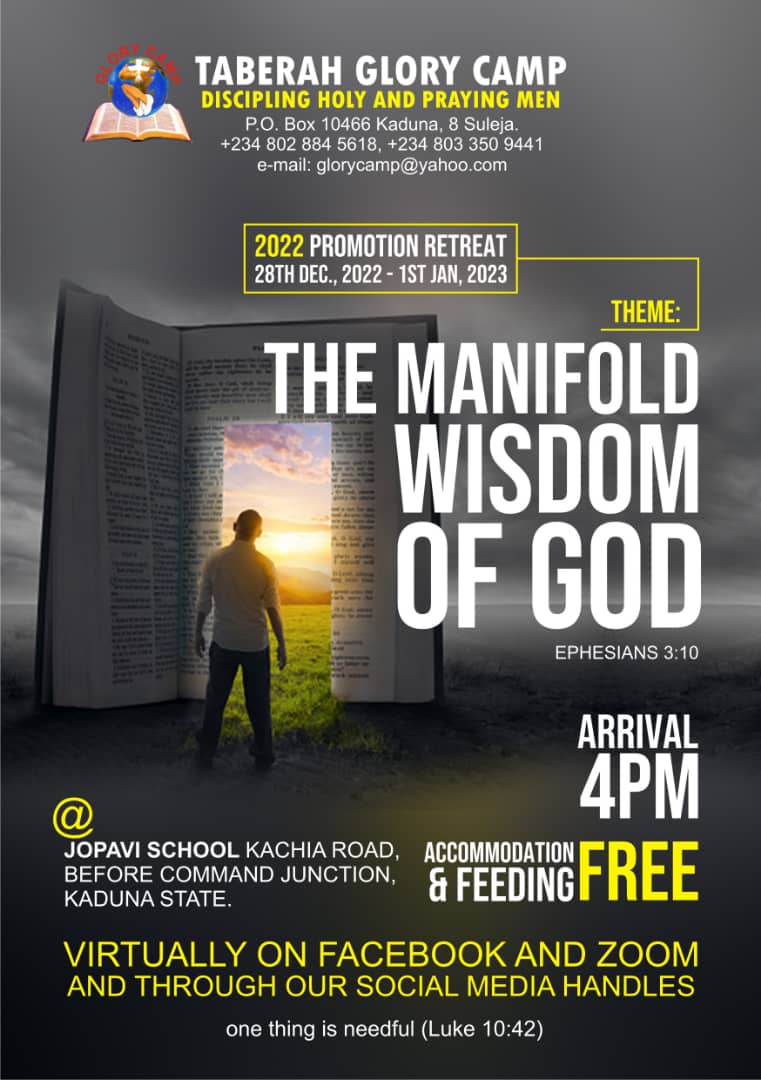 GLORY CAMP
TABERAH GLORY CAMP
DISCIPLING HOLY AND PRAYING MEN
P.O. Box 10466 Kaduna, 8 Suleja.
+234 802 884 5618, +234 803 350 9441
e-mail: glorycamp@yahoo.com
2022 PROMOTION RETREAT
28TH DEC., 2022 - 1ST JAN, 2023
THEME:
THE MANIFOLD
WISDOM
OF GOD
EPHESIANS 3:10
ARRIVAL
4PM
@
JOPAVI SCHOOL KACHIA ROAD,
BEFORE COMMAND JUNCTION,
KADUNA STATE.
ACCOMMODATION
& FEEDING FREE
VIRTUALLY ON FACEBOOK AND ZOOM
AND THROUGH OUR SOCIAL MEDIA HANDLES
one thing is needful (Luke 10:42)